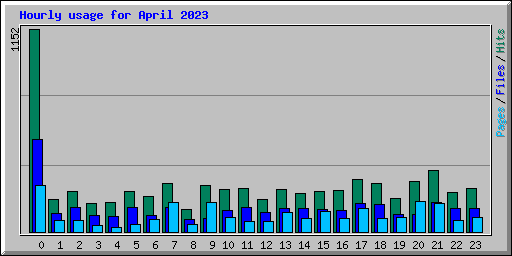 Hourly usage for April 2023
1152
Pages / Files / Hits
0 1 2 3 4 5 6 7 8 9 10 11 12 13 14 15 16 17 18 19 20 21 22 23